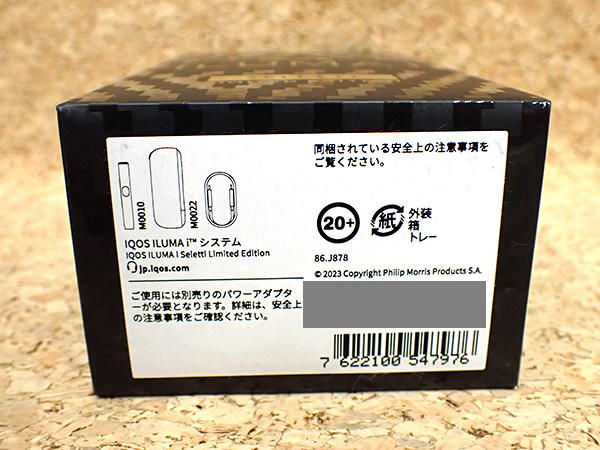 M0010
M0022
IQOS ILUMA i™ システム
IQOS ILUMA i Seletti Limited Edition
jp.iqos.com
ご使用には別売りのパワーアダプタ
ーが必要となります。詳細は、安全上
の注意事項をご確認ください。
同梱されている安全上の注意事項を
ご覧ください。
20+
紙
外装
箱
トレー
86.J878
© 2023 Copyright Philip Morris Products S.A.
7 622100 547976